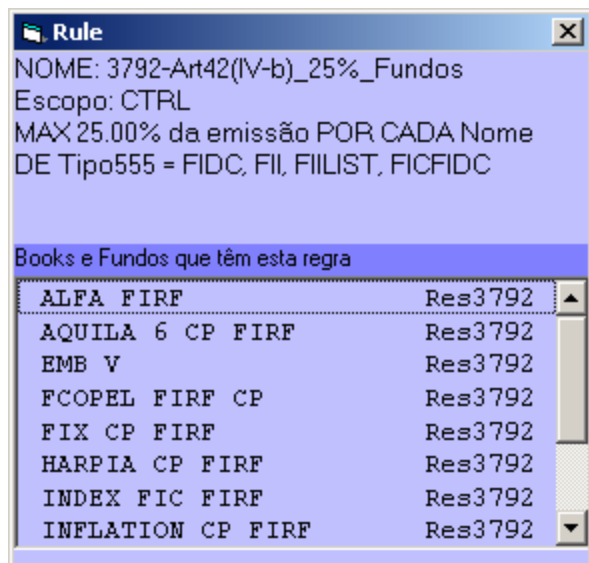 Rule
NOME: 3792-Art42(IV-b)_25%_Fundos
Escopo: CTRL
MAX 25.00% da emissão POR CADA Nome
DE Tipo555 = FIDC, FII, FIILIST, FICFIDC
Books e Fundos que têm esta regra
ALFA FIRF Res3792
AQUILA 6 CP FIRF Res3792
EMB V Res3792
FCOPEL FIRF CP Res3792
FIX CP FIRF Res3792
HARPIA CP FIRF Res3792
INDEX FIC FIRF Res3792
INFLATION CP FIRF Res3792